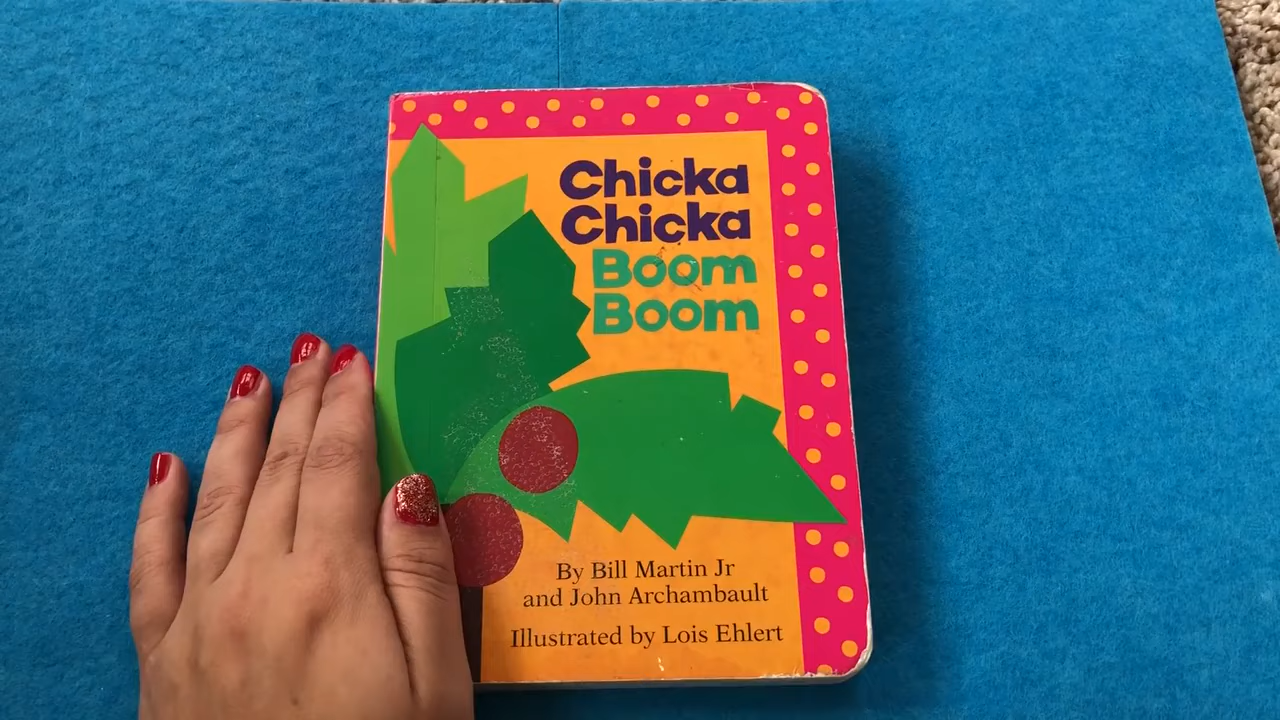 Chicka
Chicka
Boom
Boom
By Bill Martin Jr
and John Archambault
Illustrated by Lois Ehlert